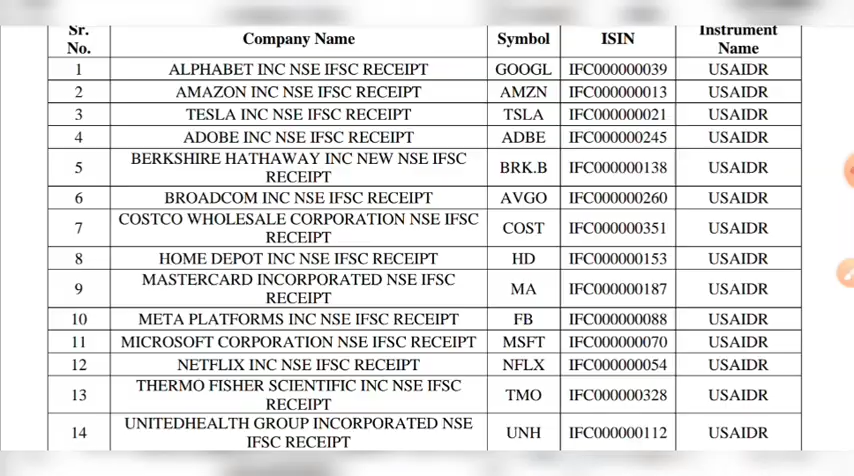 Sr. No. Company Name Symbol ISIN Instrument Name
1 ALPHABET INC NSE IFSC RECEIPT GOOGL IFC000000039 USAIDR
2 AMAZON INC NSE IFSC RECEIPT AMZN IFC000000013 USAIDR
3 TESLA INC NSE IFSC RECEIPT TSLA IFC000000021 USAIDR
4 ADOBE INC NSE IFSC RECEIPT ADBE IFC000000245 USAIDR
5 BERKSHIRE HATHAWAY INC NEW NSE IFSC RECEIPT BRK.B IFC000000138 USAIDR
6 BROADCOM INC NSE IFSC RECEIPT AVGO IFC000000260 USAIDR
7 COSTCO WHOLESALE CORPORATION NSE IFSC RECEIPT COST IFC000000351 USAIDR
8 HOME DEPOT INC NSE IFSC RECEIPT HD IFC000000153 USAIDR
9 MASTERCARD INCORPORATED NSE IFSC RECEIPT MA IFC000000187 USAIDR
10 META PLATFORMS INC NSE IFSC RECEIPT FB IFC000000088 USAIDR
11 MICROSOFT CORPORATION NSE IFSC RECEIPT MSFT IFC000000070 USAIDR
12 NETFLIX INC NSE IFSC RECEIPT NFLX IFC000000054 USAIDR
13 THERMO FISHER SCIENTIFIC INC NSE IFSC RECEIPT TMO IFC000000328 USAIDR
14 UNITEDHEALTH GROUP INCORPORATED NSE IFSC RECEIPT UNH IFC000000112 USAIDR